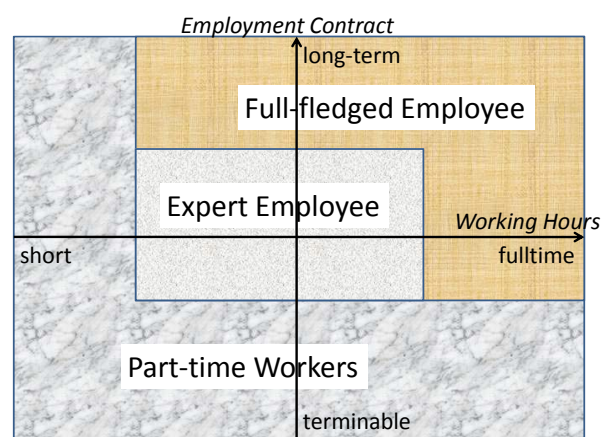 Employment Contract
long-term
Full-fledged Employee
Expert Employee
Working Hours
short
fulltime
Part-time Workers
terminable